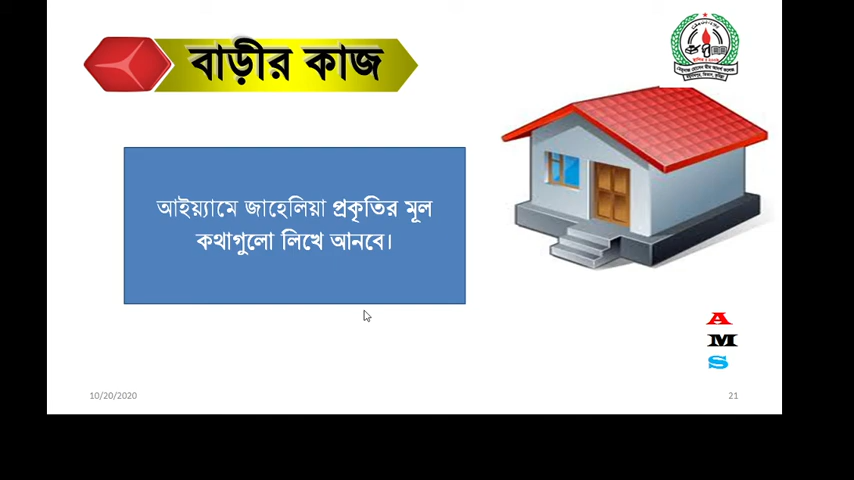 বাড়ীর কাজ
আইয়্যামে জাহেলিয়া প্রকৃতির মূল
কথাগুলো লিখে আনবে।
A
M
S
10/20/2020
21